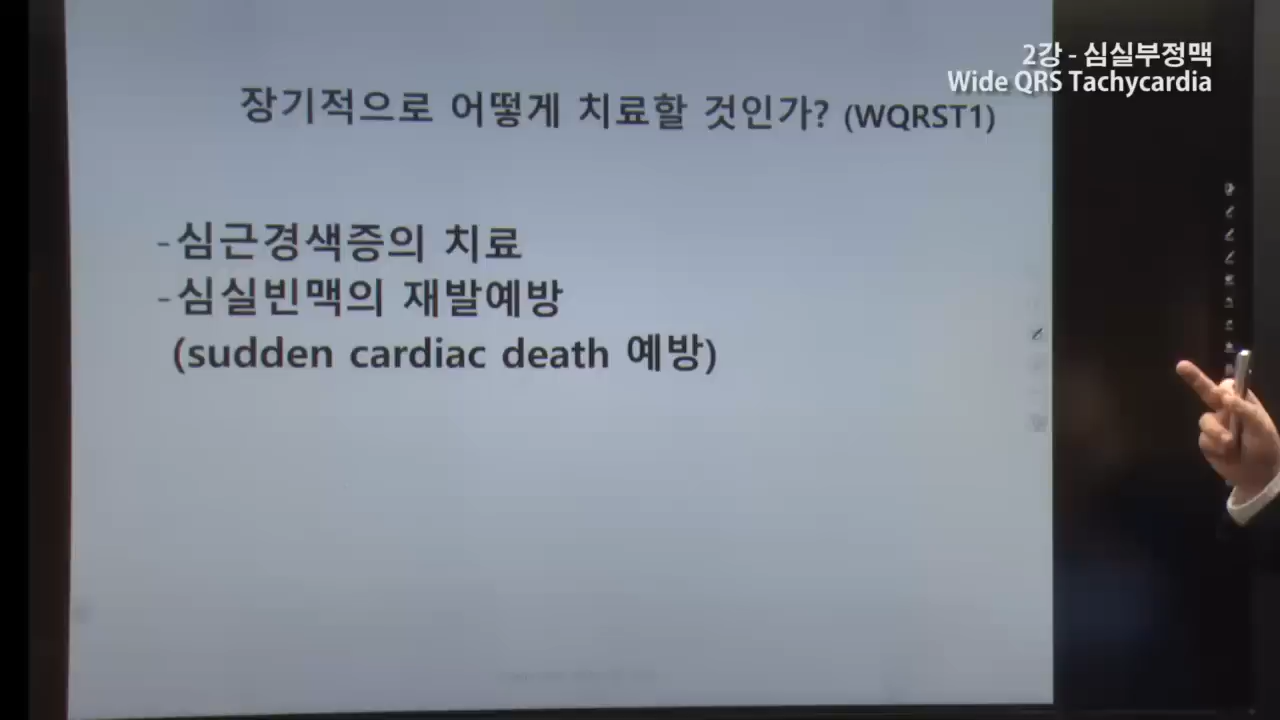 2강 - 심실부정맥
Wide QRS Tachycardia
장기적으로 어떻게 치료할 것인가? (WQRST1)
-심근경색증의 치료
-심실빈맥의 재발예방
(sudden cardiac death 예방)